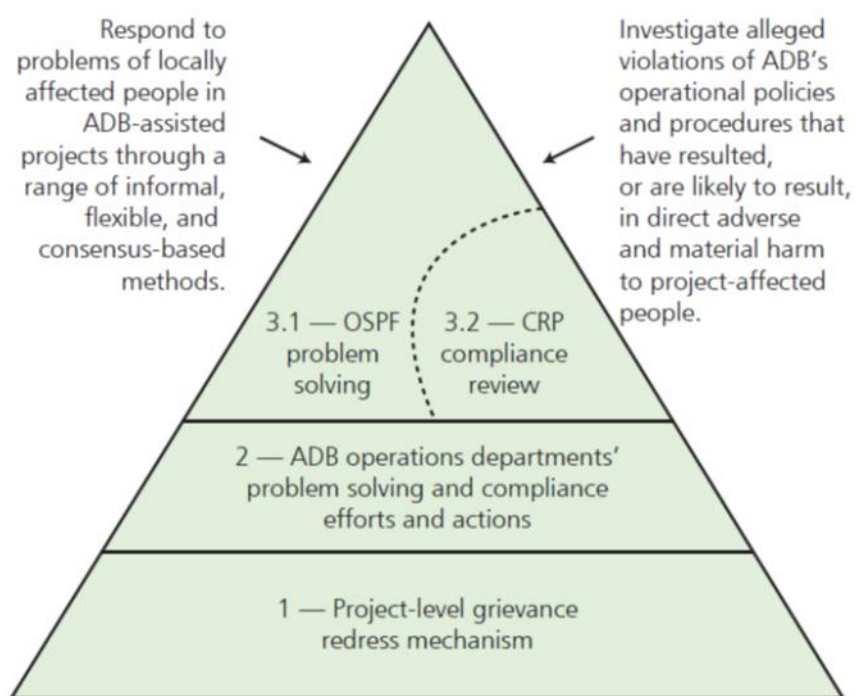 Respond to
problems of locally
affected people in
ADB-assisted
projects through a
range of informal,
flexible, and
consensus-based
methods.
Investigate alleged
violations of ADB's
operational policies
and procedures that
have resulted,
or are likely to result,
in direct adverse
and material harm
to project-affected
people.
3.1 — OSPF
problem
solving
3.2 — CRP
compliance
review
2 — ADB operations departments'
problem solving and compliance
efforts and actions
1 — Project-level grievance
redress mechanism